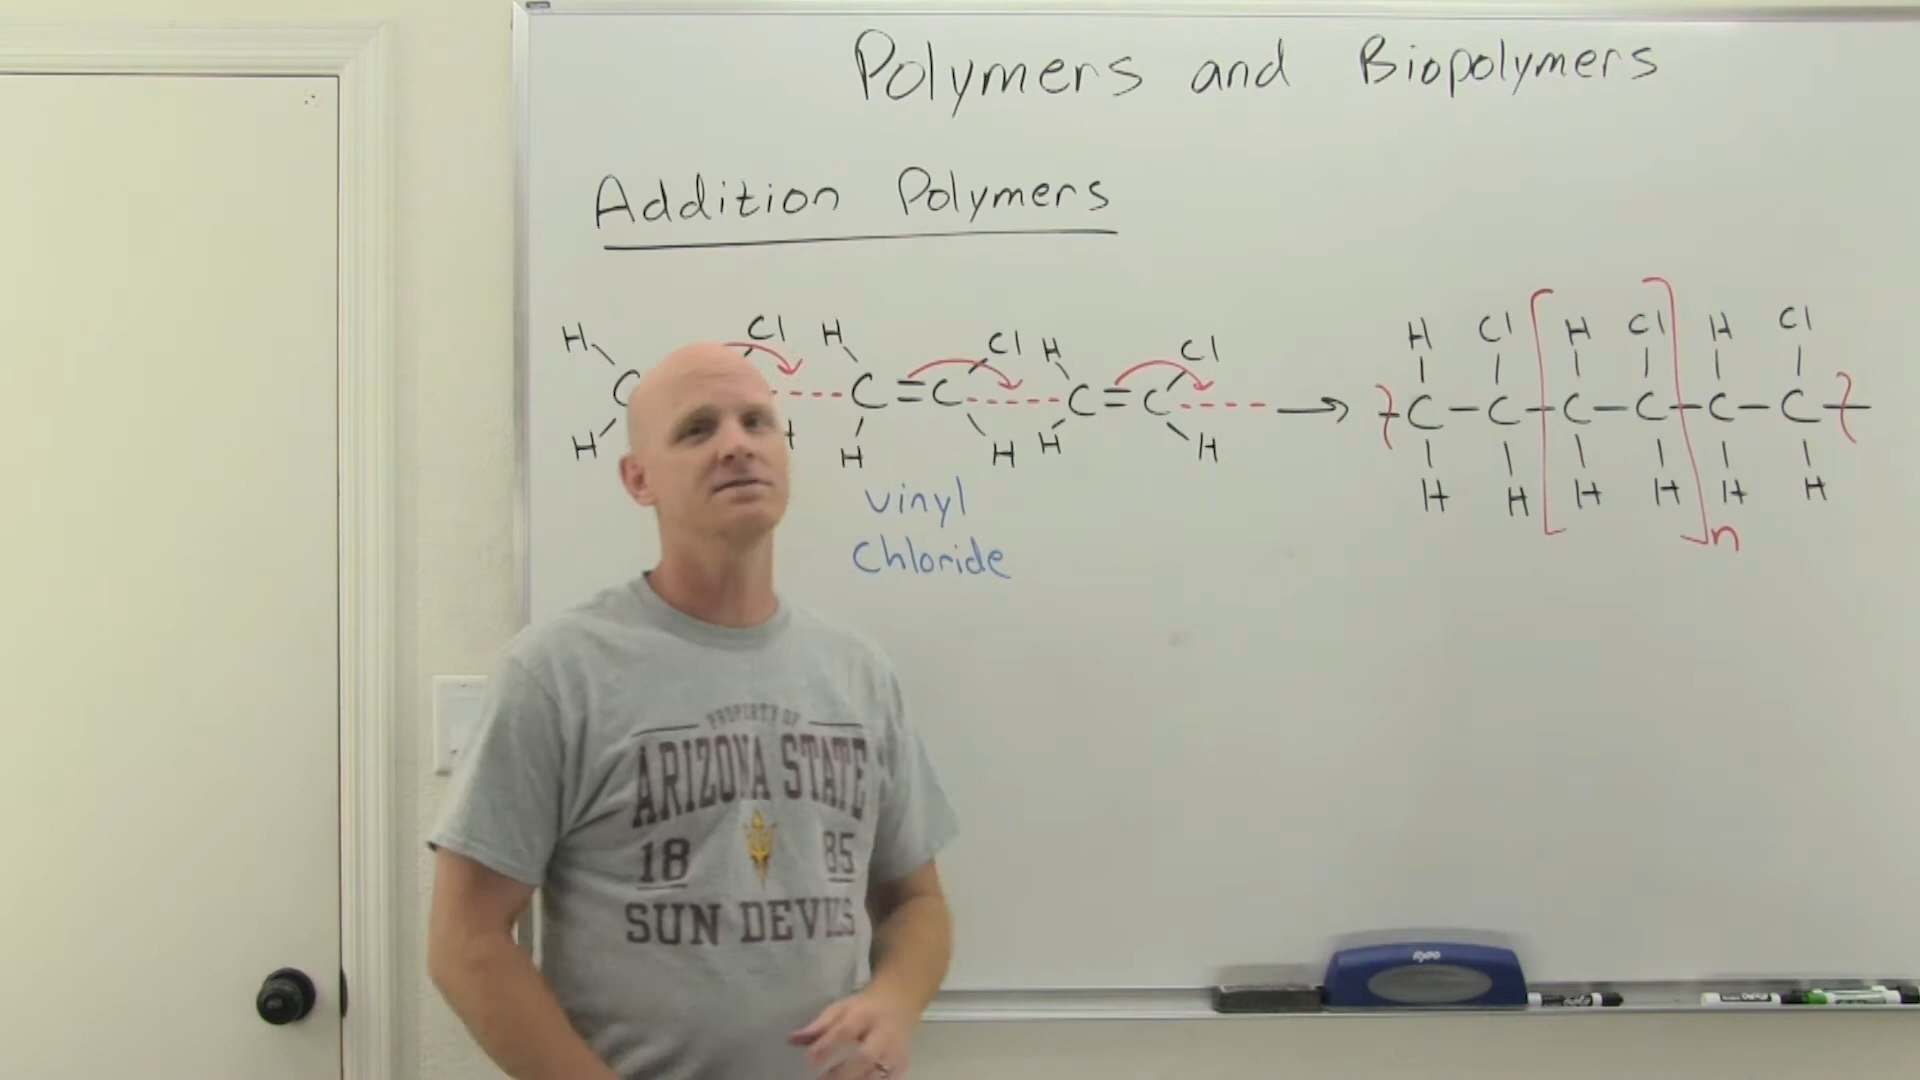 Polymers and Biopolymers
Addition Polymers
H Cl H Cl H Cl H Cl H Cl H Cl
C C=C C=C C-C-C-C-C-C
H H H H H H H H H H H H
n
vinyl
Chloride
PROPERTY OF
ARIZONA STATE
18 85
SUN DEVILS
EXPO